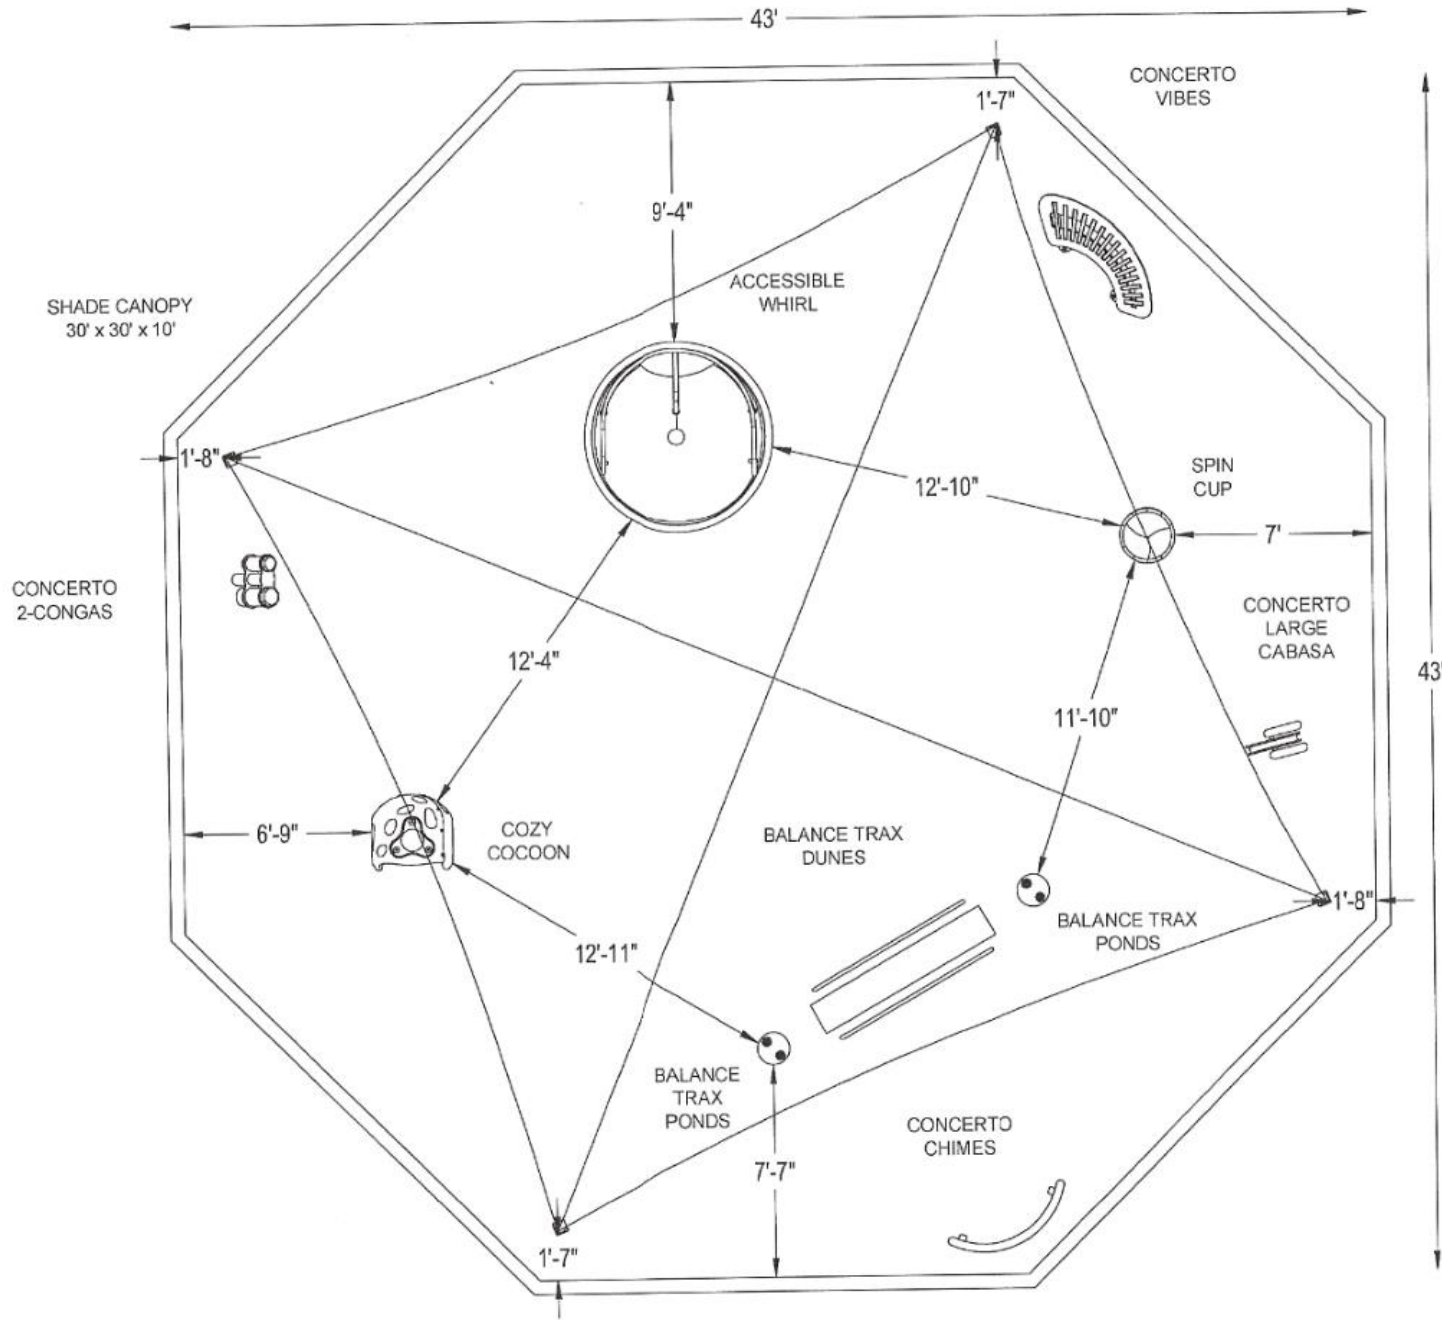 43'
CONCERTO
VIBES
1'-7"
9'-4"
ACCESSIBLE
WHIRL
SHADE CANOPY
30' x 30' x 10'
1'-8"
SPIN
CUP
12'-10"
7'
CONCERTO
2-CONGAS
CONCERTO
LARGE
CABASA
12'-4"
43'
11'-10"
6'-9"
COZY
COCOON
BALANCE TRAX
DUNES
1'-8"
BALANCE TRAX
PONDS
12'-11"
BALANCE
TRAX
PONDS
CONCERTO
CHIMES
7'-7"
1'-7"